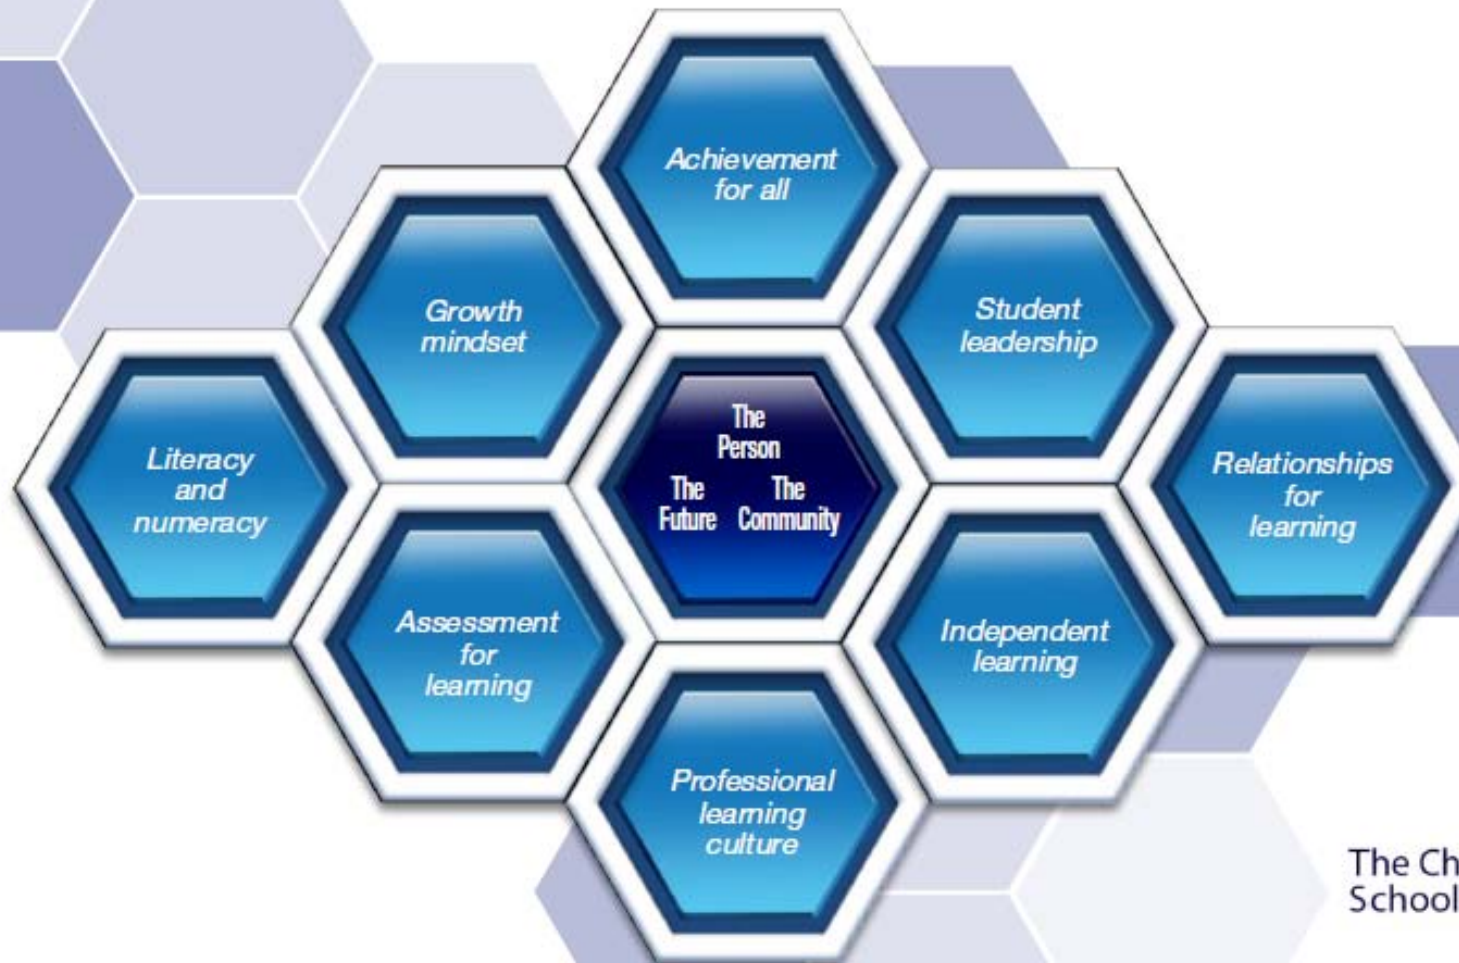 Achievement
for all
Growth
mindset
Student
leadership
The
Person
The
Future
The
Community
Literacy
and
numeracy
Relationships
for
learning
Assessment
for
learning
Independent
learning
Professional
learning
culture
The Ch
School